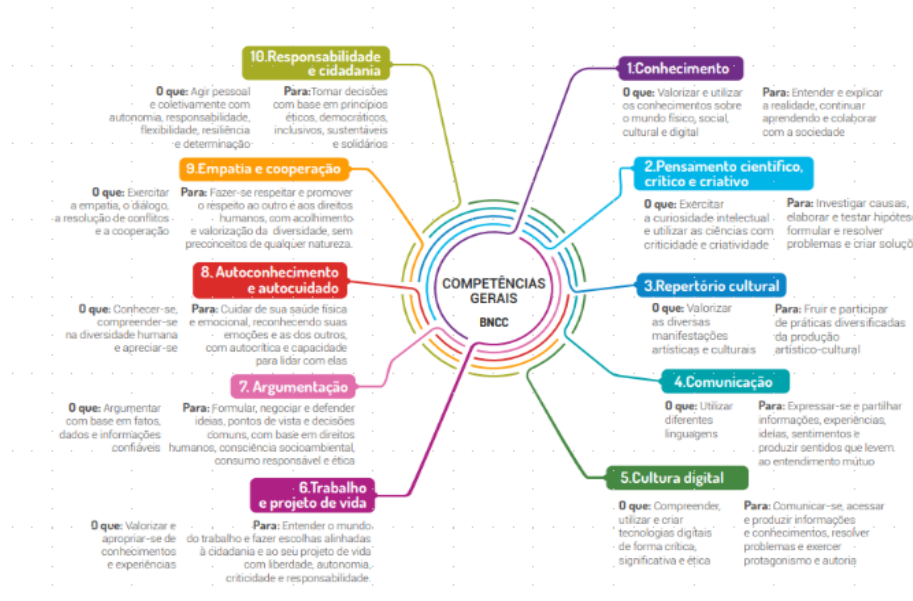 COMPETÊNCIAS
GERAIS
BNCC
1.Conhecimento
O que: Valorizar e utilizar
os conhecimentos sobre
o mundo físico, social,
cultural e digital
Para: Entender e explicar
a realidade, continuar
aprendendo e colaborar
com a sociedade
2.Pensamento científico,
crítico e criativo
O que: Exercitar
a curiosidade intelectual
e utilizar as ciências com
criticidade e criatividade
Para: Investigar causas,
elaborar e testar hipótes
formular e resolver
problemas e criar soluçõ
3.Repertório cultural
O que: Valorizar
as diversas
manifestações
artísticas e culturais
Para: Fruir e participar
de práticas diversificadas
da produção
artístico-cultural
4.Comunicação
O que: Utilizar
diferentes
linguagens
Para: Expressar-se e partilhar
informações, experiências,
ideias, sentimentos e
produzir sentidos que levem
ao entendimento mútuo
5.Cultura digital
O que: Compreender,
utilizar e criar
tecnologias digitais
de forma crítica,
significativa e ética
Para: Comunicar-se, acessar
e produzir informações
e conhecimentos, resolver
problemas e exercer
protagonismo e autoria
6.Trabalho
e projeto de vida
O que: Valorizar e
apropriar-se de
conhecimentos
e experiências
Para: Entender o mundo
do trabalho e fazer escolhas alinhadas
à cidadania e ao seu projeto de vida
com liberdade, autonomia,
criticidade e responsabilidade
7. Argumentação
O que: Argumentar
com base em fatos,
dados e informações
confiáveis
Para: Formular, negociar e defender
ideias, pontos de vista e decisões
comuns, com base em direitos
humanos, consciência socioambiental,
consumo responsável e ética
8. Autoconhecimento
e autocuidado
O que: Conhecer-se,
compreender-se
na diversidade humana
e apreciar-se
Para: Cuidar de sua saúde física
e emocional, reconhecendo suas
emoções e as dos outros,
com autocrítica e capacidade
para lidar com elas
9.Empatia e cooperação
O que: Exercitar
a empatia, o diálogo,
a resolução de conflitos
e a cooperação
Para: Fazer-se respeitar e promover
o respeito ao outro e aos direitos
humanos, com acolhimento
e valorização da diversidade, sem
preconceitos de qualquer natureza.
10.Responsabilidade
e cidadania
O que: Agir pessoal
e coletivamente com
autonomia, responsabilidade,
flexibilidade, resiliência
e determinação
Para:Tomar decisões
com base em princípios
éticos, democráticos,
inclusivos, sustentáveis
e solidários